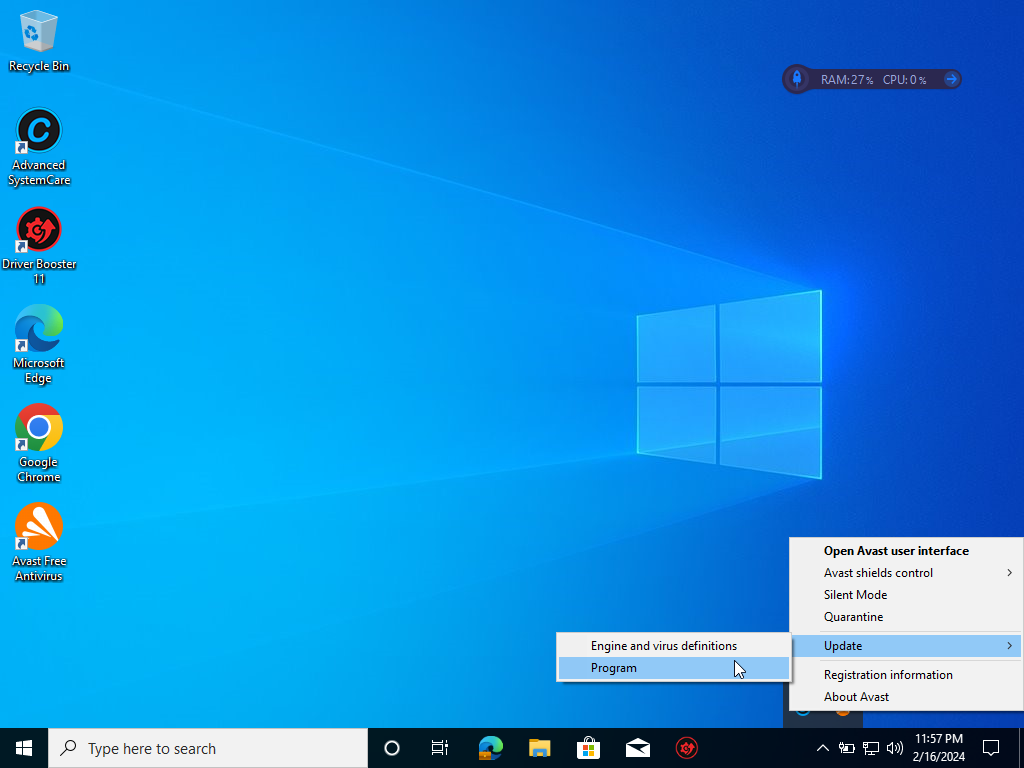 Recycle Bin
Advanced
SystemCare
Driver Booster
11
Microsoft
Edge
Google
Chrome
Avast Free
Antivirus
RAM:27% CPU:0%
Open Avast user interface
Avast shields control
Silent Mode
Quarantine
Update
Registration information
About Avast
Engine and virus definitions
Program
Type here to search
11:57 PM
2/16/2024